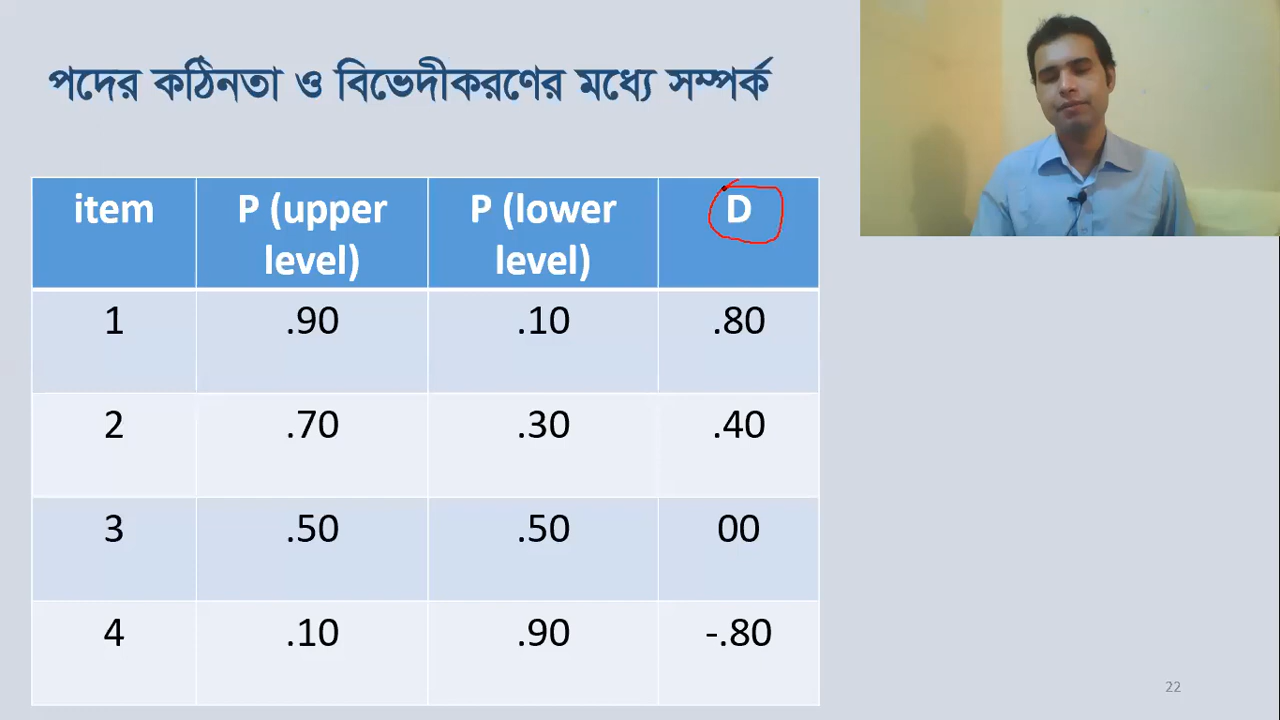 পদের কঠিনতা ও বিভেদীকরণের মধ্যে সম্পর্ক
item P (upper level) P (lower level) D
1 .90 .10 .80
2 .70 .30 .40
3 .50 .50 00
4 .10 .90 -.80
22